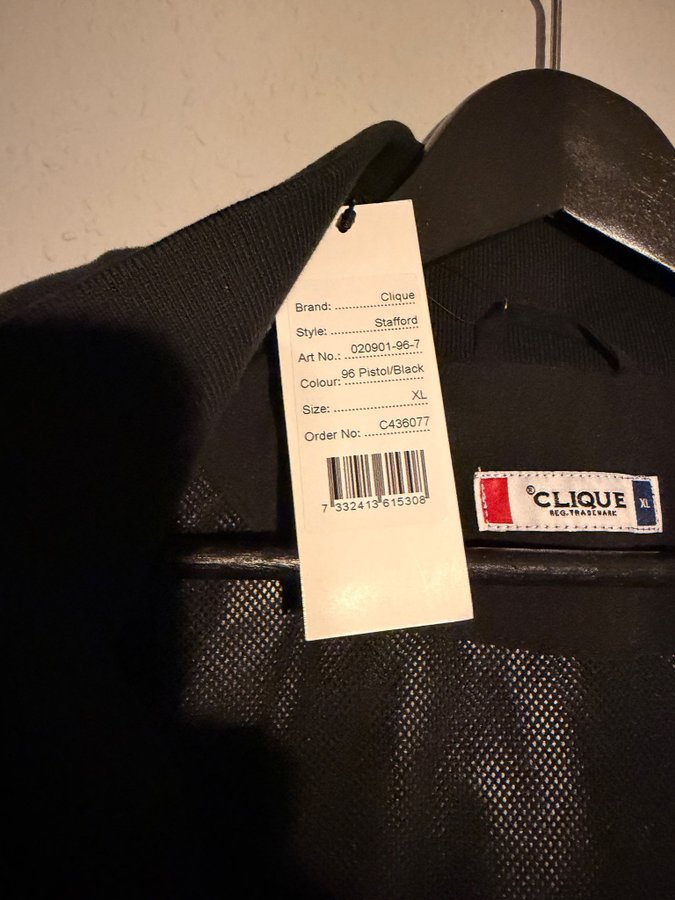 Brand: .................... Clique
Style: .................... Stafford
Art No.: .... 020901-96-7
Colour: 96 Pistol/Black
Size: ....................... XL
Order No: .... C436077
7 332413 615308
® CLIQUE XL
REG. TRADEMARK